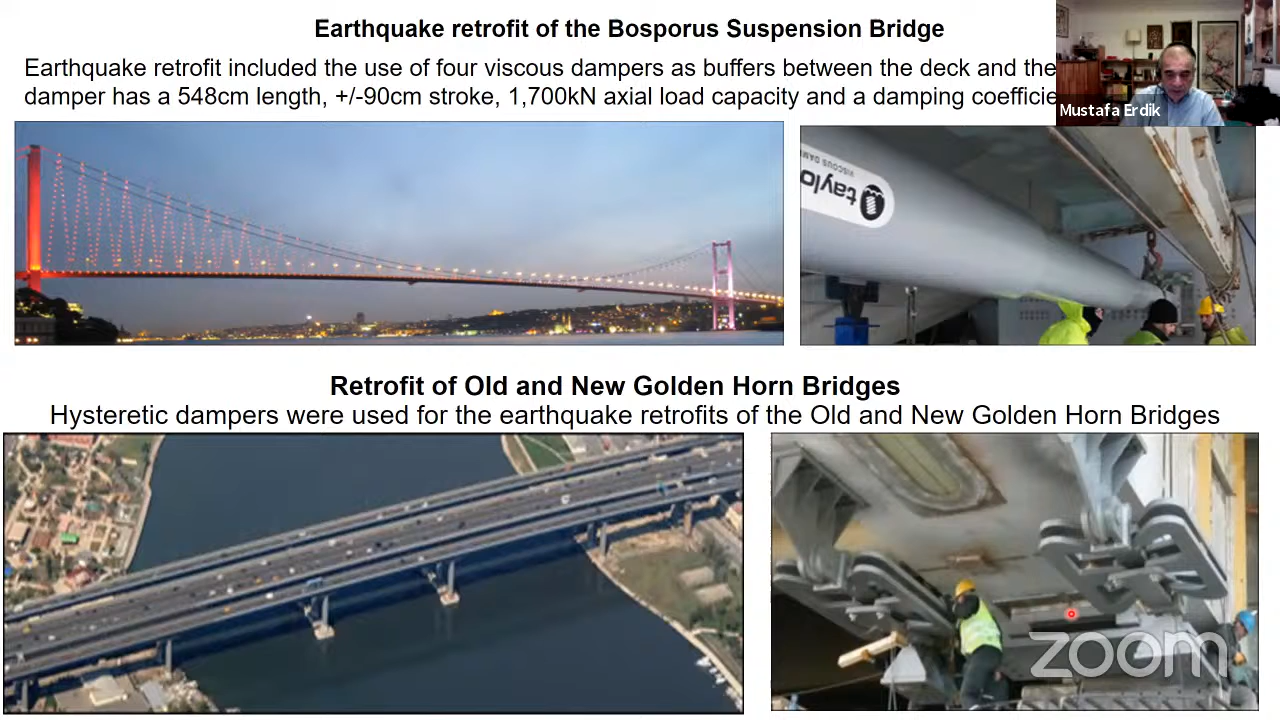 Earthquake retrofit of the Bosporus Suspension Bridge
Earthquake retrofit included the use of four viscous dampers as buffers between the deck and the
damper has a 548cm length, +/-90cm stroke, 1,700kN axial load capacity and a damping
Mustafa Erdik
taylo
VISCOUS
Retrofit of Old and New Golden Horn Bridges
Hysteretic dampers were used for the earthquake retrofits of the Old and New Golden Horn Bridges
zoom